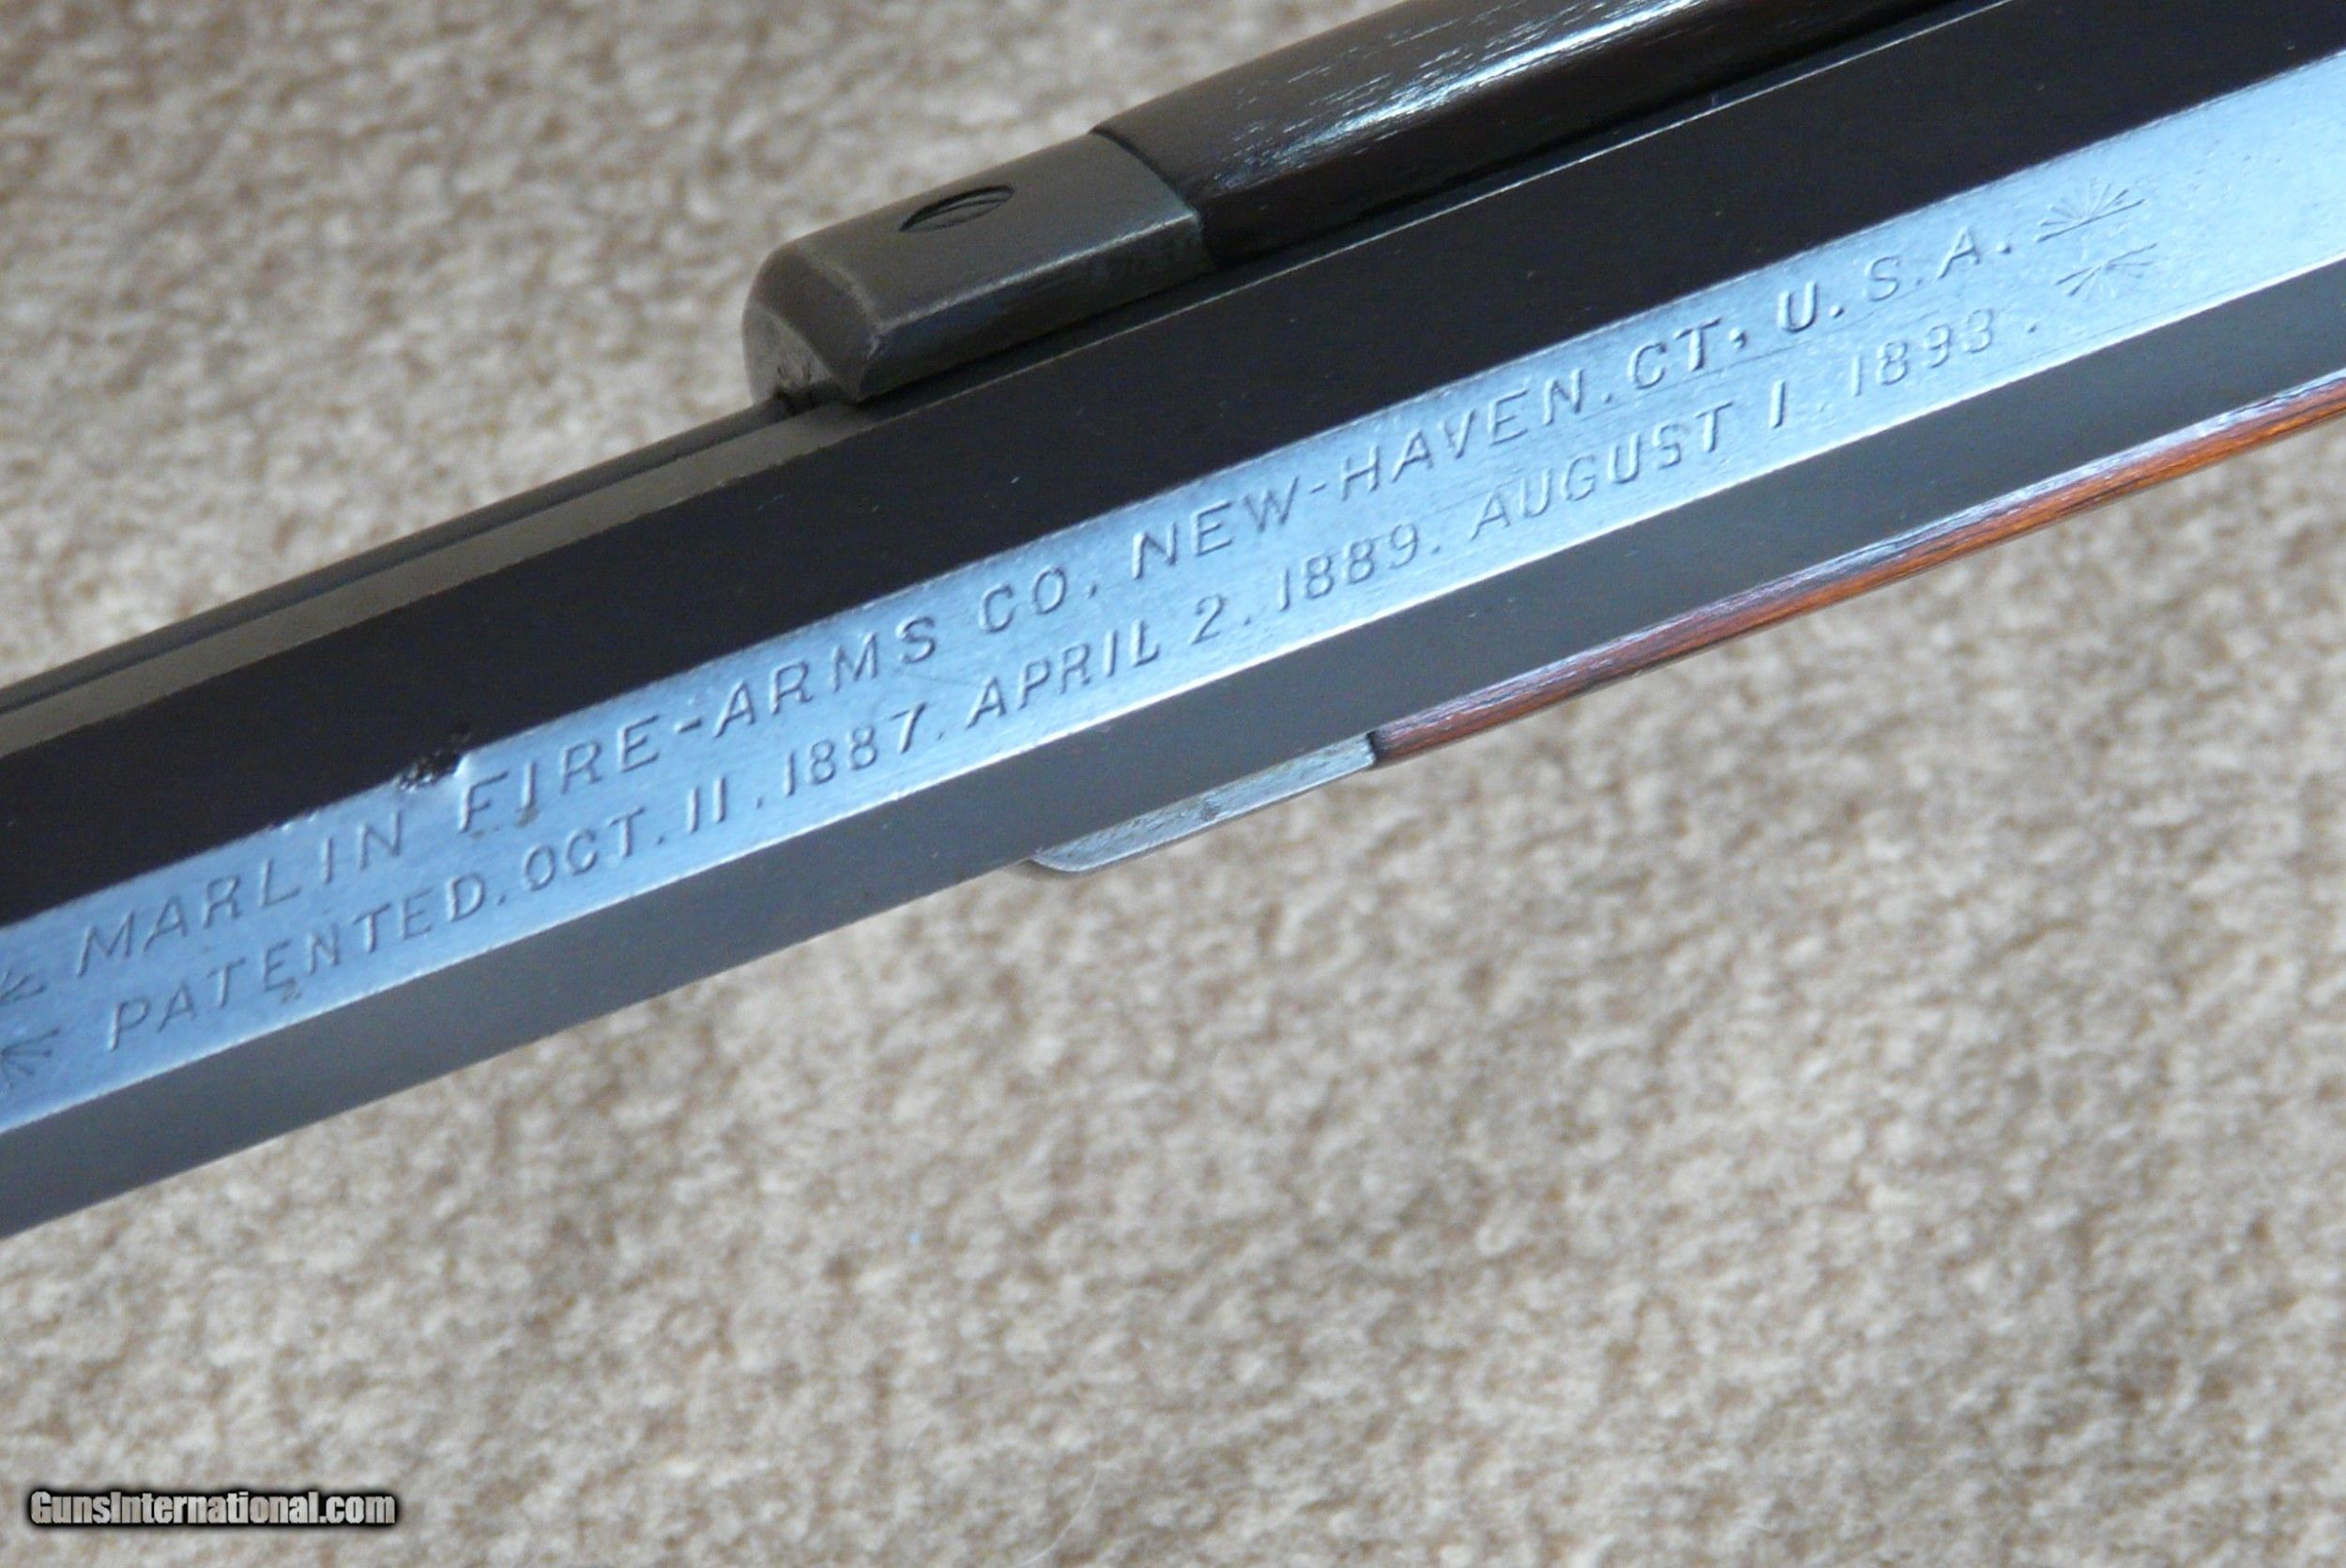 MARLIN FIRE-ARMS CO. NEW-HAVEN. CT. U.S.A.
PATENTED. OCT. 11. 1887. APRIL 2. 1889. AUGUST 1. 1893.
GunsInternational.com